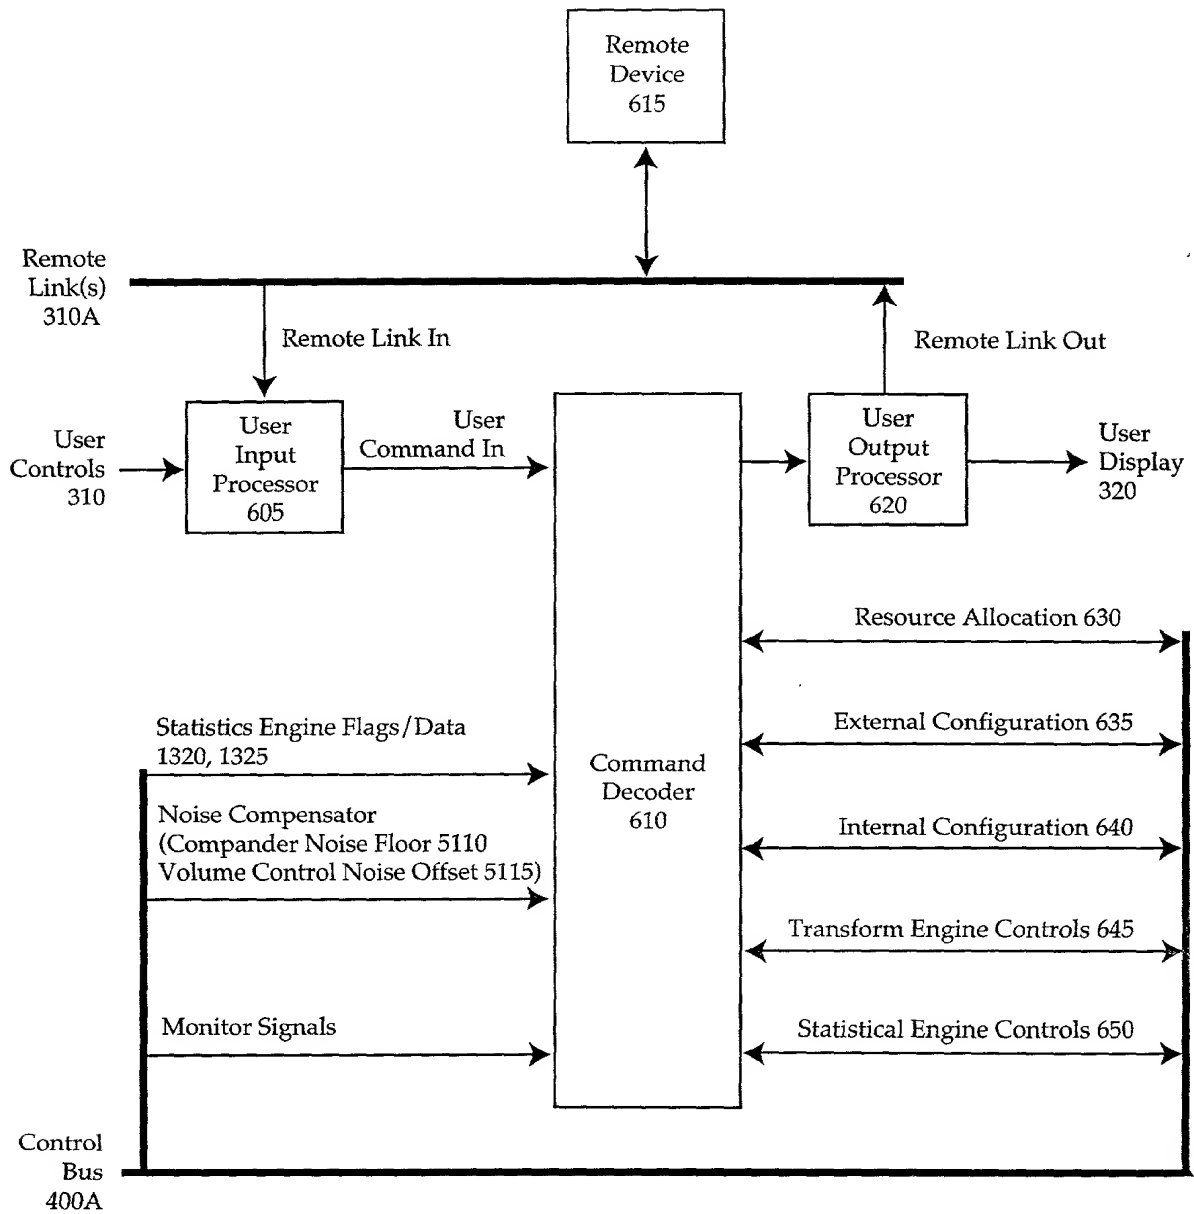 Remote
Device
615
Remote
Link(s)
310A
Remote Link In
Remote Link Out
User
Controls
310
User
Input
Processor
605
User
Command In
User
Output
Processor
620
User
Display
320
Resource Allocation 630
External Configuration 635
Internal Configuration 640
Transform Engine Controls 645
Statistical Engine Controls 650
Command
Decoder
610
Statistics Engine Flags/Data
1320, 1325
Noise Compensator
(Compander Noise Floor 5110
Volume Control Noise Offset 5115)
Monitor Signals
Control
Bus
400A